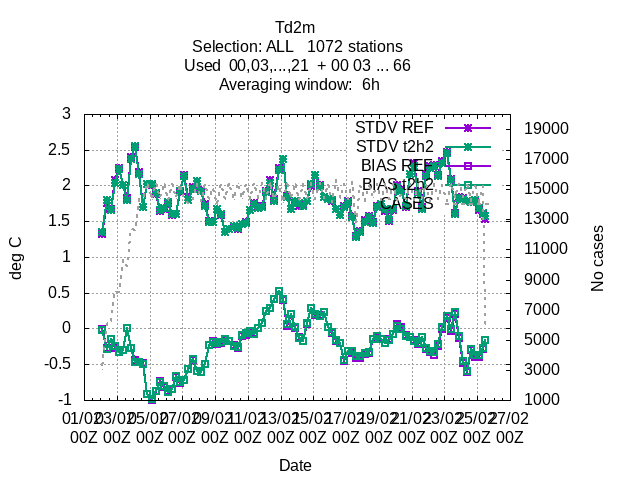 Td2m
Selection: ALL   1072 stations
Used  00,03,...,21  + 00 03 ... 66
Averaging window:  6h
STDV REF
STDV t2h2
BIAS REF
BIAS t2h2
CASES
3
2.5
2
1.5
1
0.5
0
-0.5
-1
deg C
19000
17000
15000
13000
11000
9000
7000
5000
3000
1000
No cases
01/02 03/02 05/02 07/02 09/02 11/02 13/02 15/02 17/02 19/02 21/02 23/02 25/02 27/02
00Z 00Z 00Z 00Z 00Z 00Z 00Z 00Z 00Z 00Z 00Z 00Z 00Z 00Z
Date